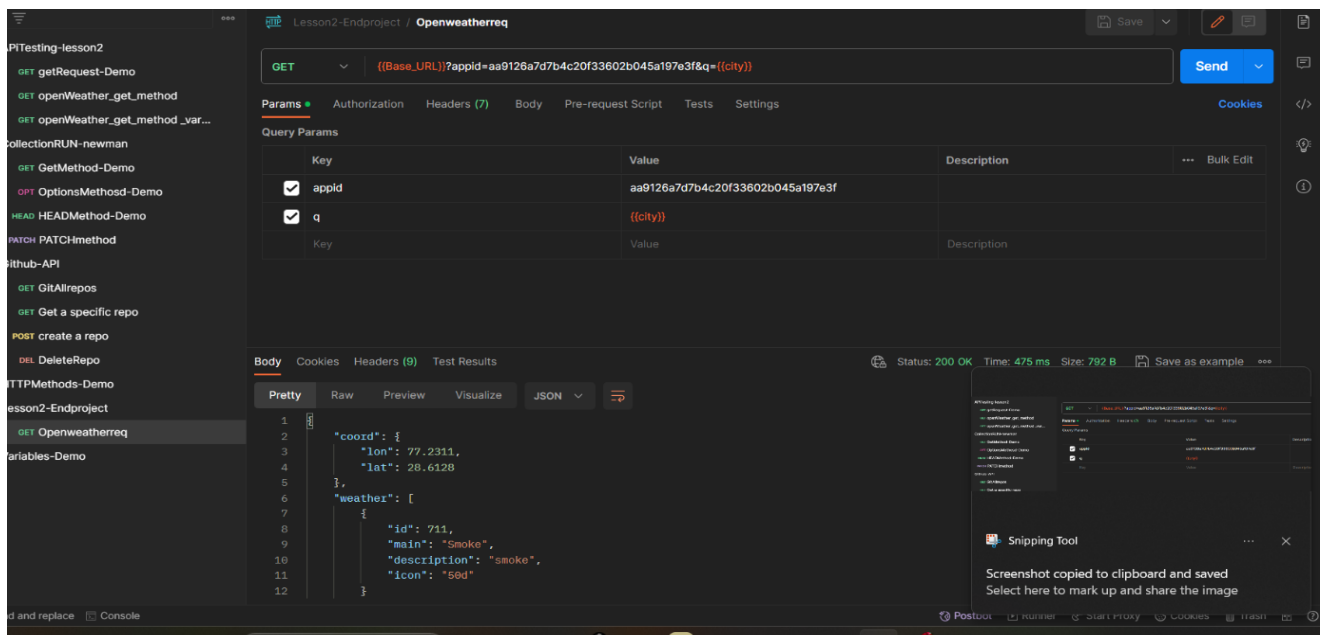 Lesson2-Endproject / Openweatherreq
Save
PiTesting-lesson2
GET getRequest-Demo
GET openWeather_get_method
GET openWeather_get_method _var...
ollectionRUN-newman
GET GetMethod-Demo
OPT OptionsMethosd-Demo
HEAD HEADMethod-Demo
PATCH PATCHmethod
ithub-API
GET GitAllrepos
GET Get a specific repo
POST create a repo
DEL DeleteRepo
TTPMethods-Demo
esson2-Endproject
GET Openweatherreq
ariables-Demo
GET {{Base_URL}}?appid=aa9126a7d7b4c20f33602b045a197e3f&q={{city}} Send
Params Authorization Headers (7) Body Pre-request Script Tests Settings Cookies
Query Params
Key Value Description Bulk Edit
appid aa9126a7d7b4c20f33602b045a197e3f
q {{city}}
Key Value Description
Body Cookies Headers (9) Test Results Status: 200 OK Time: 475 ms Size: 792 B Save as example
Pretty Raw Preview Visualize JSON
1 {
2 "coord": {
3 "lon": 77.2311,
4 "lat": 28.6128
5 },
6 "weather": [
7 {
8 "id": 711,
9 "main": "Smoke",
10 "description": "smoke",
11 "icon": "50d"
12 }
Snipping Tool
Screenshot copied to clipboard and saved
Select here to mark up and share the image
d and replace Console Postbot Runner Start Proxy Cookies Trash